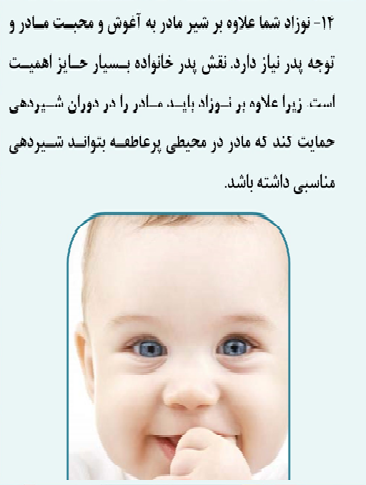 ۱۴- نوزاد شما علاوه بر شیر مادر به آغوش و محبت مادر و
توجه پدر نیاز دارد. نقش پدر خانواده بسیار حایز اهمیت
است. زیرا علاوه بر نوزاد باید مادر را در دوران شیردهی
حمایت کند که مادر در محیطی پرعاطفه بتواند شیردهی
مناسبی داشته باشد.